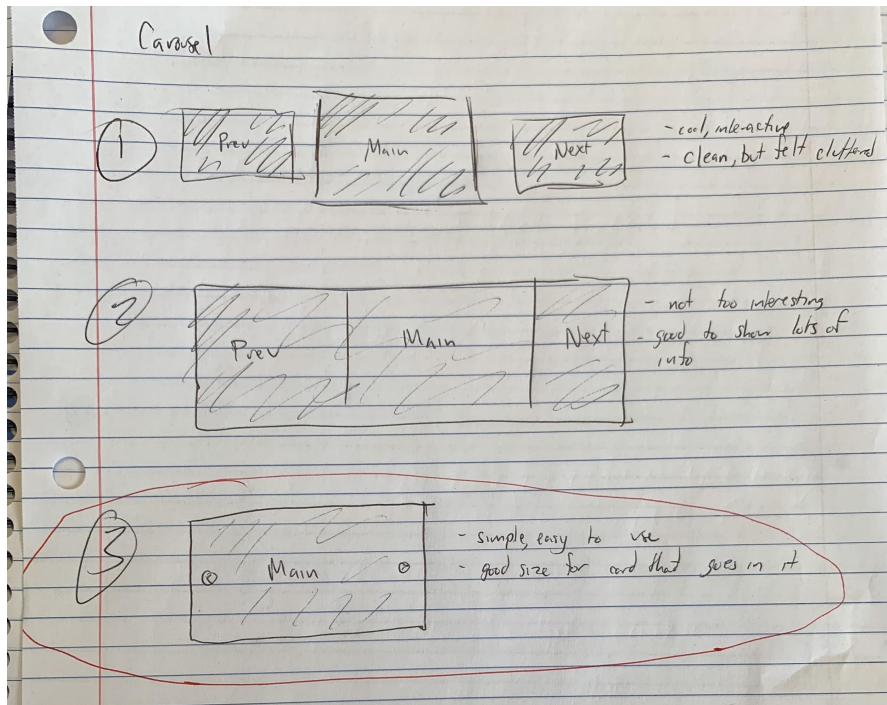 Carousel
1
Prev
Main
Next
- cool, interactive
- clean, but felt cluttered
2
Prev
Main
Next
- not too interesting
- good to show lots of
info
3
Main
- simple, easy to use
- good size for card that goes in it